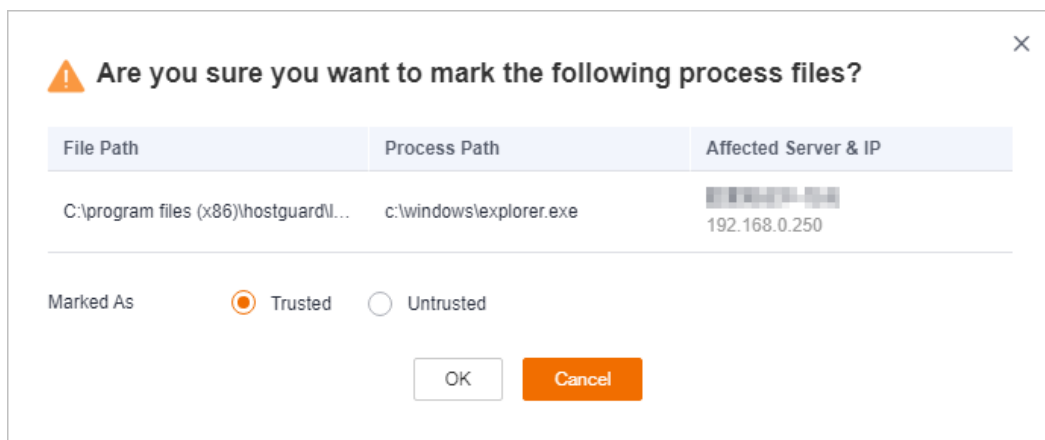 Are you sure you want to mark the following process files?
File Path Process Path Affected Server & IP
C:\program files (x86)\hostguard\l... c:\windows\explorer.exe
192.168.0.250
Marked As Trusted Untrusted
OK Cancel